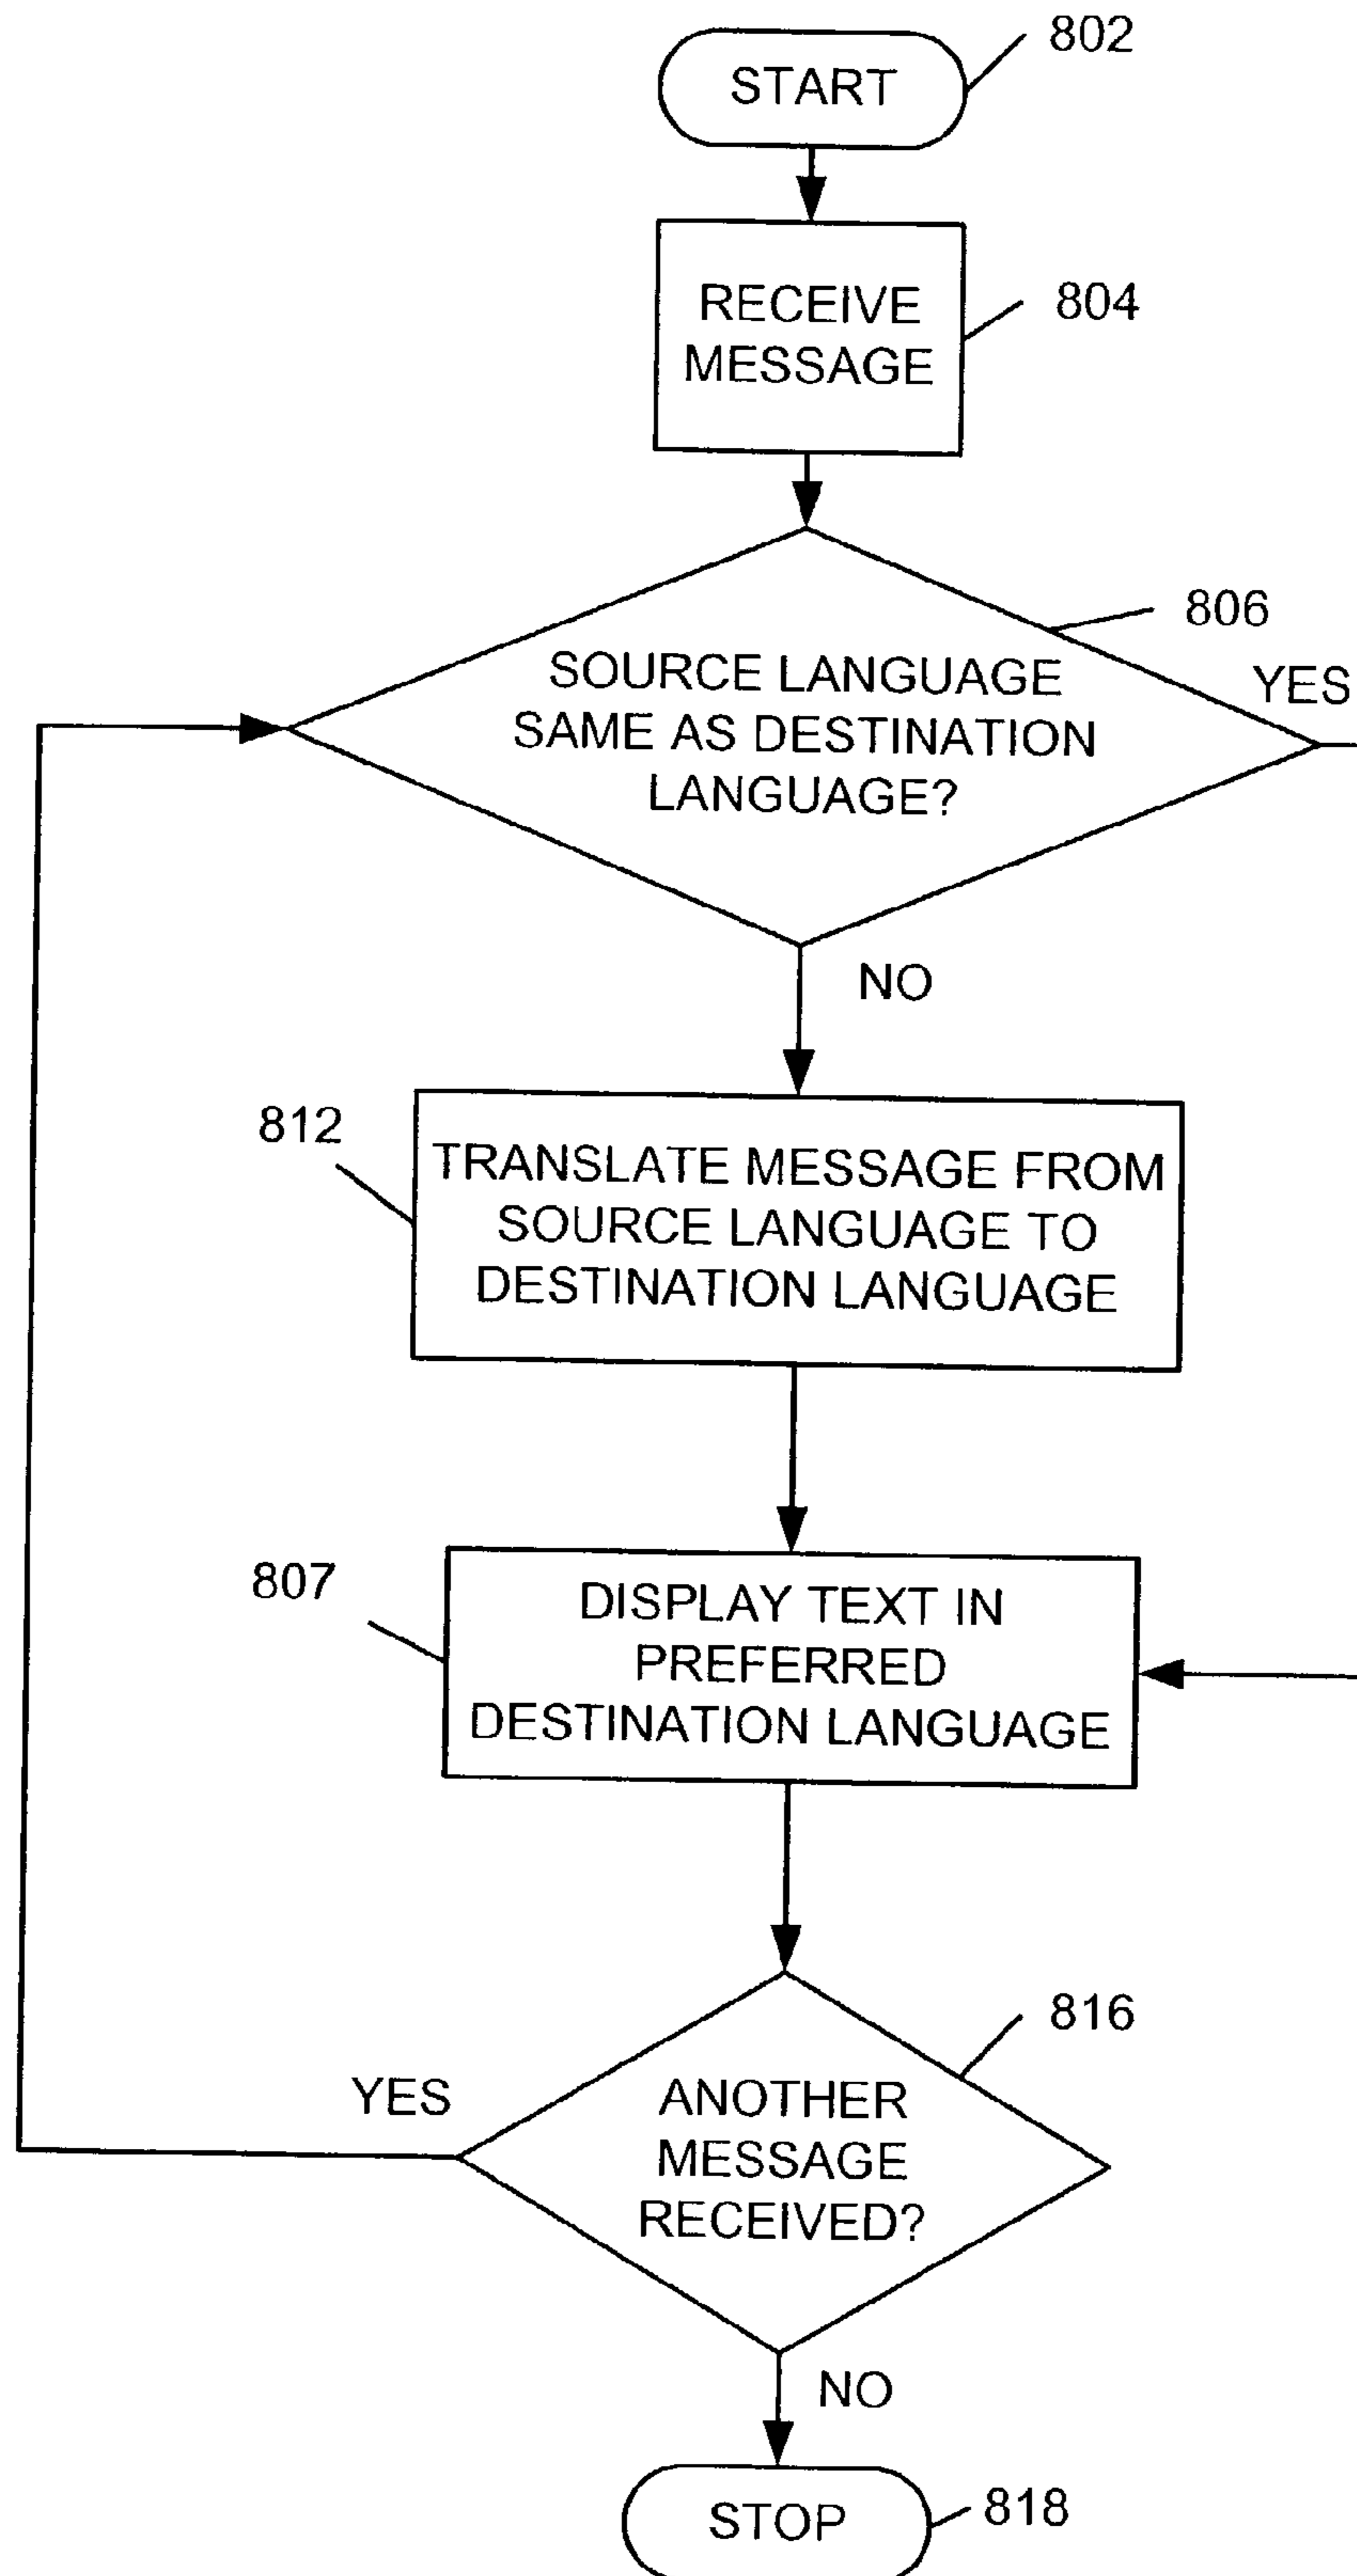 802
START
RECEIVE
MESSAGE
804
806
SOURCE LANGUAGE
SAME AS DESTINATION
LANGUAGE?
YES
NO
812
TRANSLATE MESSAGE FROM
SOURCE LANGUAGE TO
DESTINATION LANGUAGE
807
DISPLAY TEXT IN
PREFERRED
DESTINATION LANGUAGE
816
YES
ANOTHER
MESSAGE
RECEIVED?
NO
STOP
818